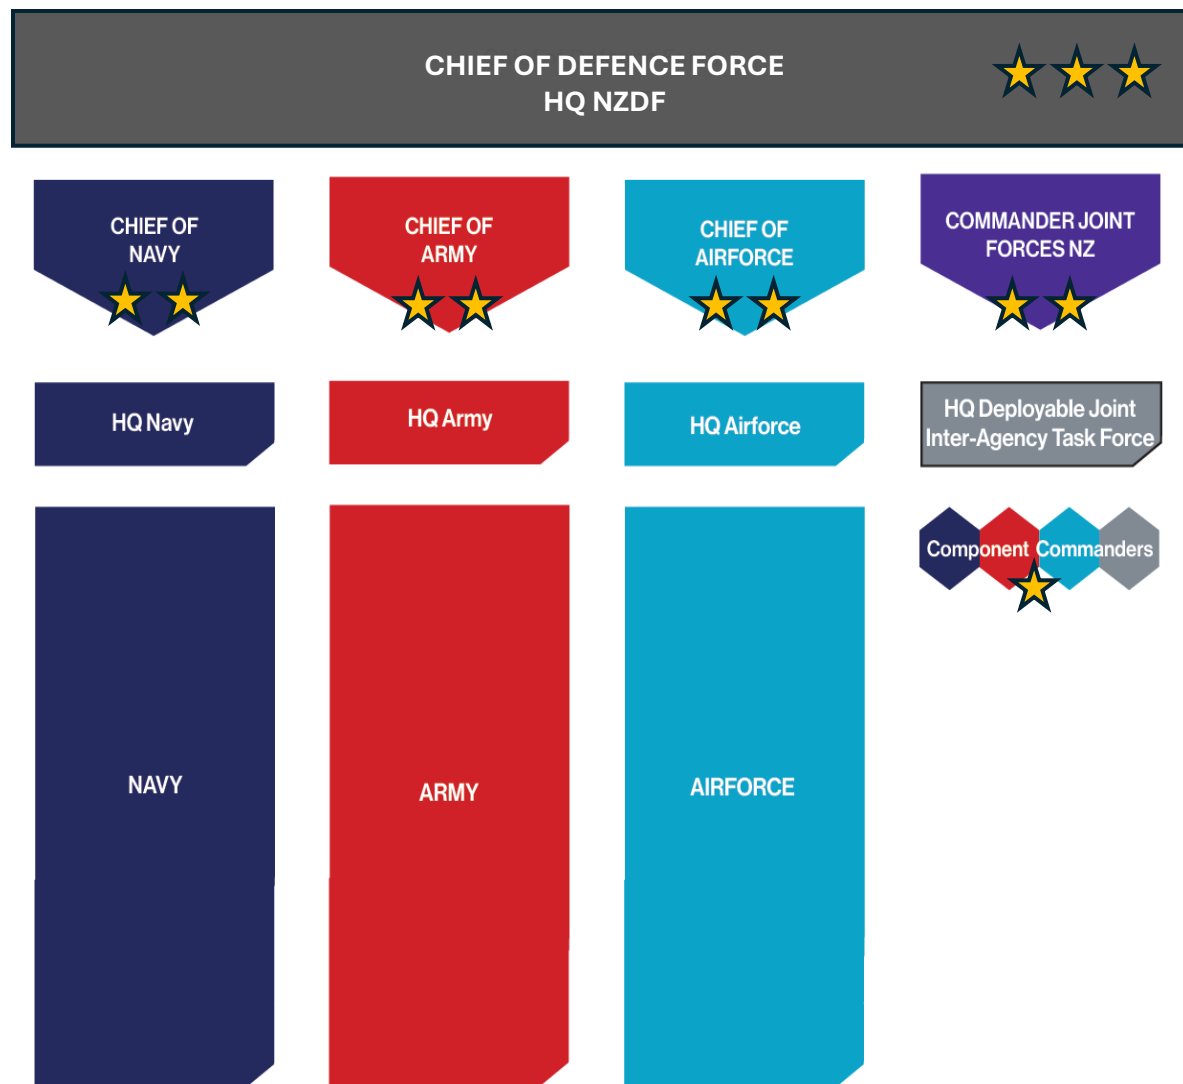 CHIEF OF DEFENCE FORCE
HQ NZDF
CHIEF OF
NAVY
CHIEF OF
ARMY
CHIEF OF
AIRFORCE
COMMANDER JOINT
FORCES NZ
HQ Navy
HQ Army
HQ Airforce
HQ Deployable Joint
Inter-Agency Task Force
Component Commanders
NAVY
ARMY
AIRFORCE